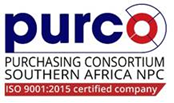 purco
PURCHASING CONSORTIUM
SOUTHERN AFRICA NPC
ISO 9001:2015 certified company